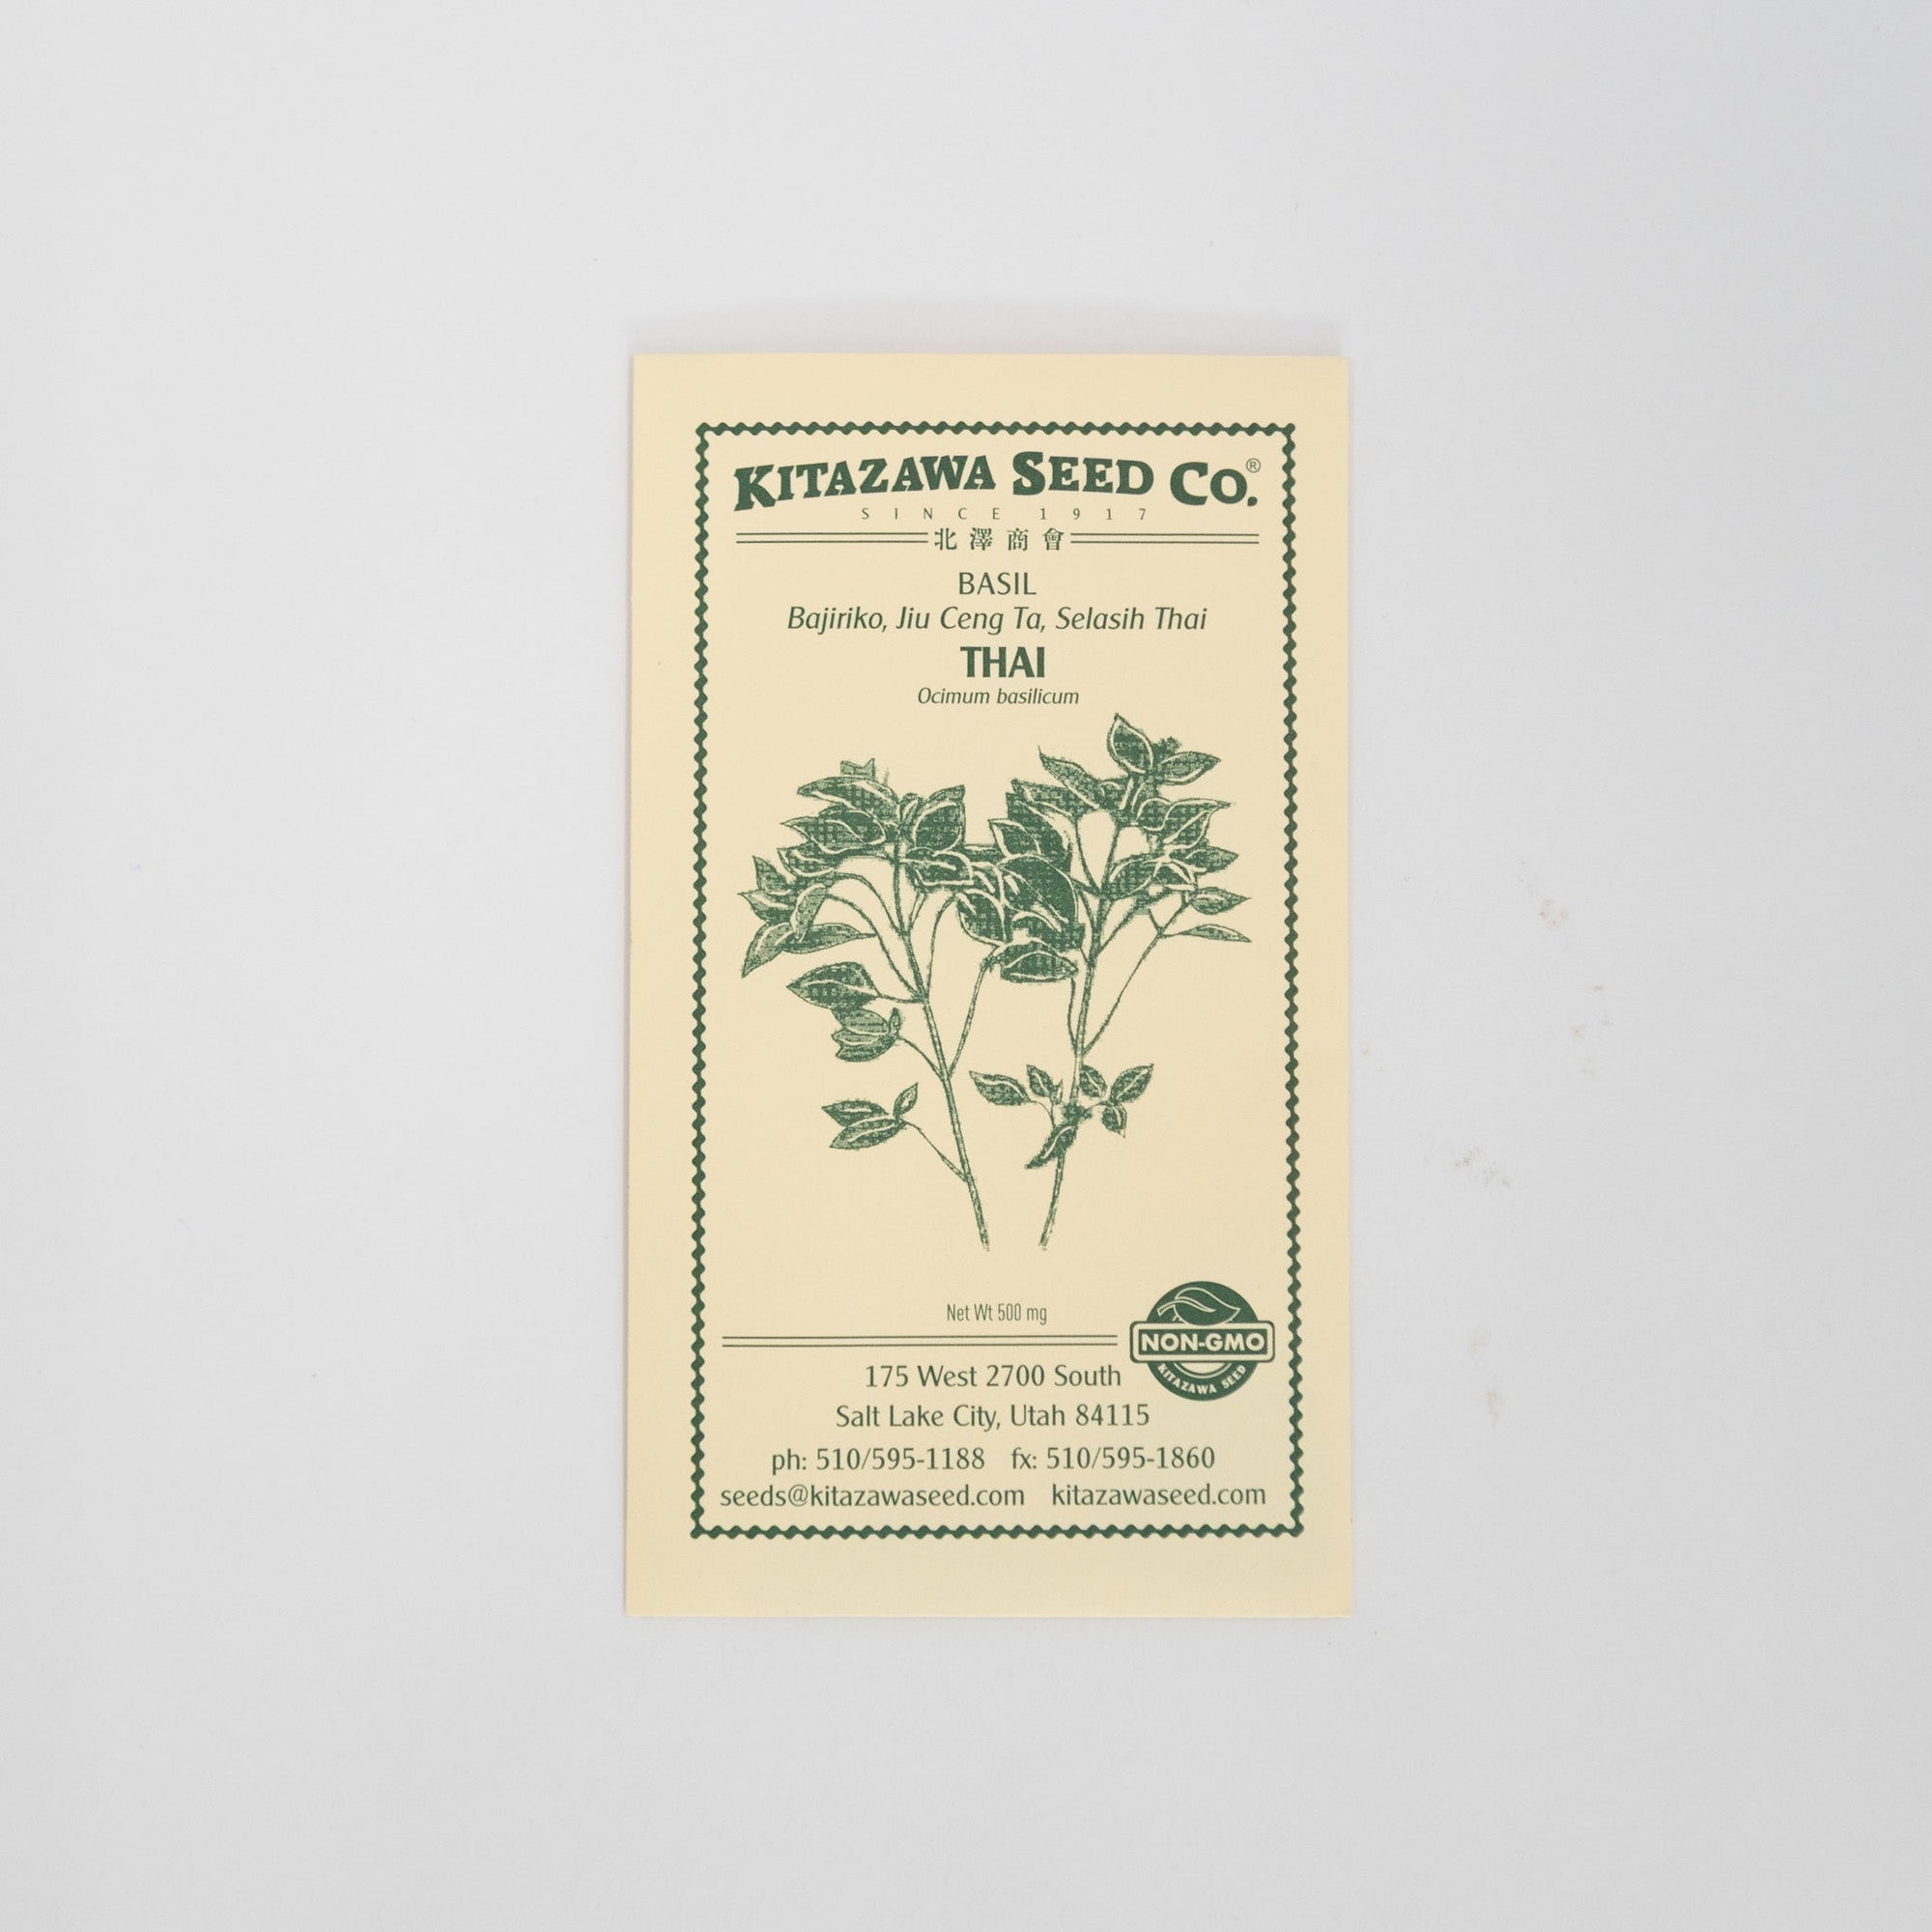 KITAZAWA SEED CO.®
SINCE 1917
北澤商會
BASIL
Bajiriko, Jiu Ceng Ta, Selasih Thai
THAI
Ocimum basilicum
Net Wt 500 mg
NON-GMO
KITAZAWA SEED
175 West 2700 South
Salt Lake City, Utah 84115
ph: 510/595-1188 fx: 510/595-1860
seeds@kitazawaseed.com kitazawaseed.com